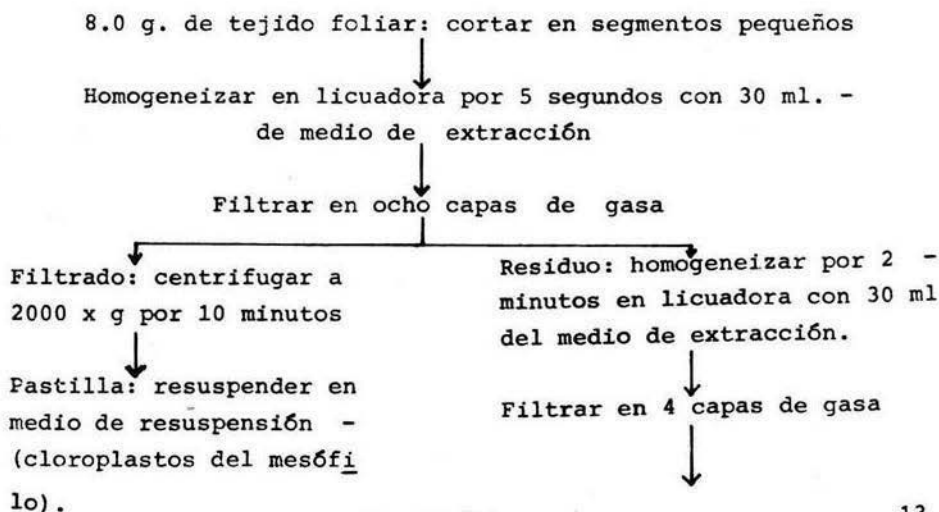 8.0 g. de tejido foliar: cortar en segmentos pequeños
Homogeneizar en licuadora por 5 segundos con 30 ml. -
de medio de extracción
Filtrar en ocho capas de gasa
Filtrado: centrifugar a
2000 x g por 10 minutos
Pastilla: resuspender en
medio de resuspensión -
(cloroplastos del mesófi
lo).
Residuo: homogeneizar por 2 -
minutos en licuadora con 30 ml
del medio de extracción.
Filtrar en 4 capas de gasa